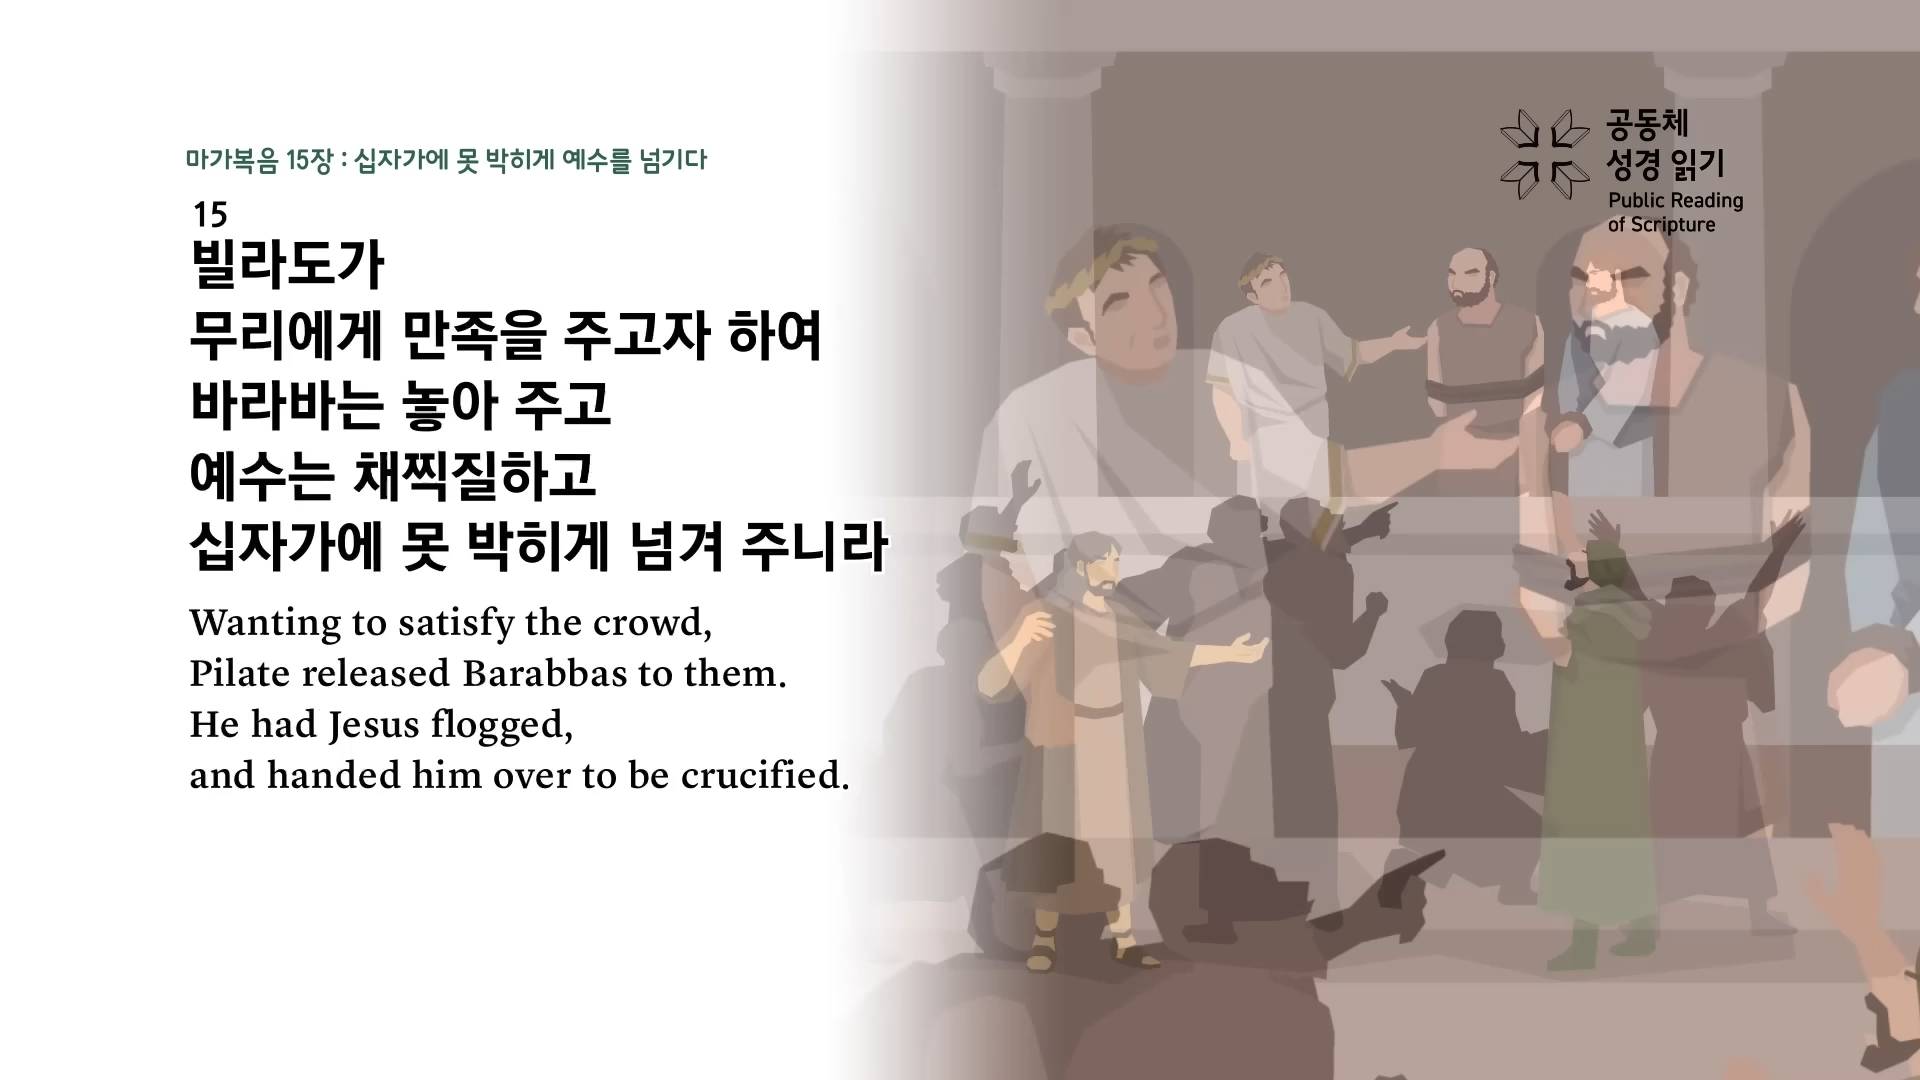 마가복음 15장 : 십자가에 못 박히게 예수를 넘기다
15
빌라도가
무리에게 만족을 주고자 하여
바라바는 놓아 주고
예수는 채찍질하고
십자가에 못 박히게 넘겨 주니라
Wanting to satisfy the crowd,
Pilate released Barabbas to them.
He had Jesus flogged,
and handed him over to be crucified.
공동체
성경 읽기
Public Reading
of Scripture